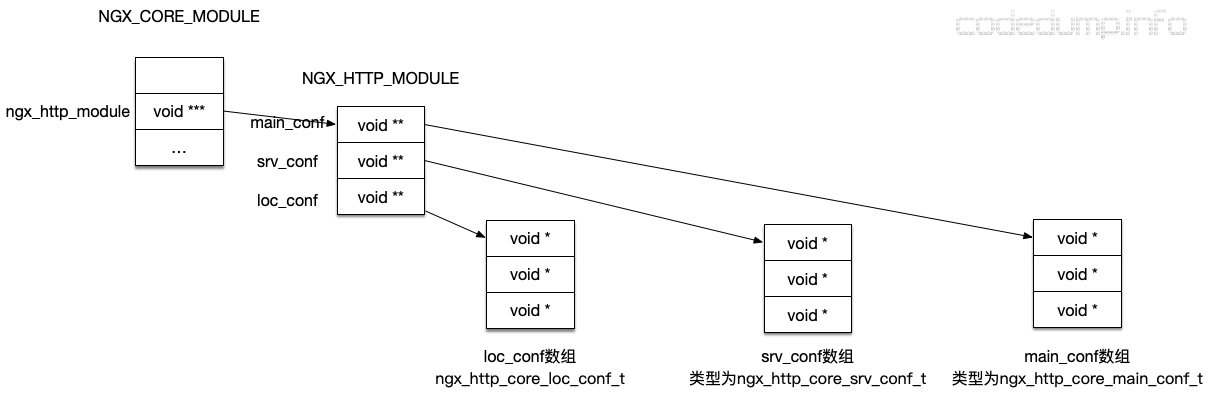 NGX_CORE_MODULE
codedump.info
NGX_HTTP_MODULE
ngx_http_module
void ***
...
main_conf
void **
srv_conf
void **
loc_conf
void **
void *
void *
void *
void *
void *
void *
void *
void *
void *
loc_conf数组
ngx_http_core_loc_conf_t
srv_conf数组
类型为ngx_http_core_srv_conf_t
main_conf数组
类型为ngx_http_core_main_conf_t